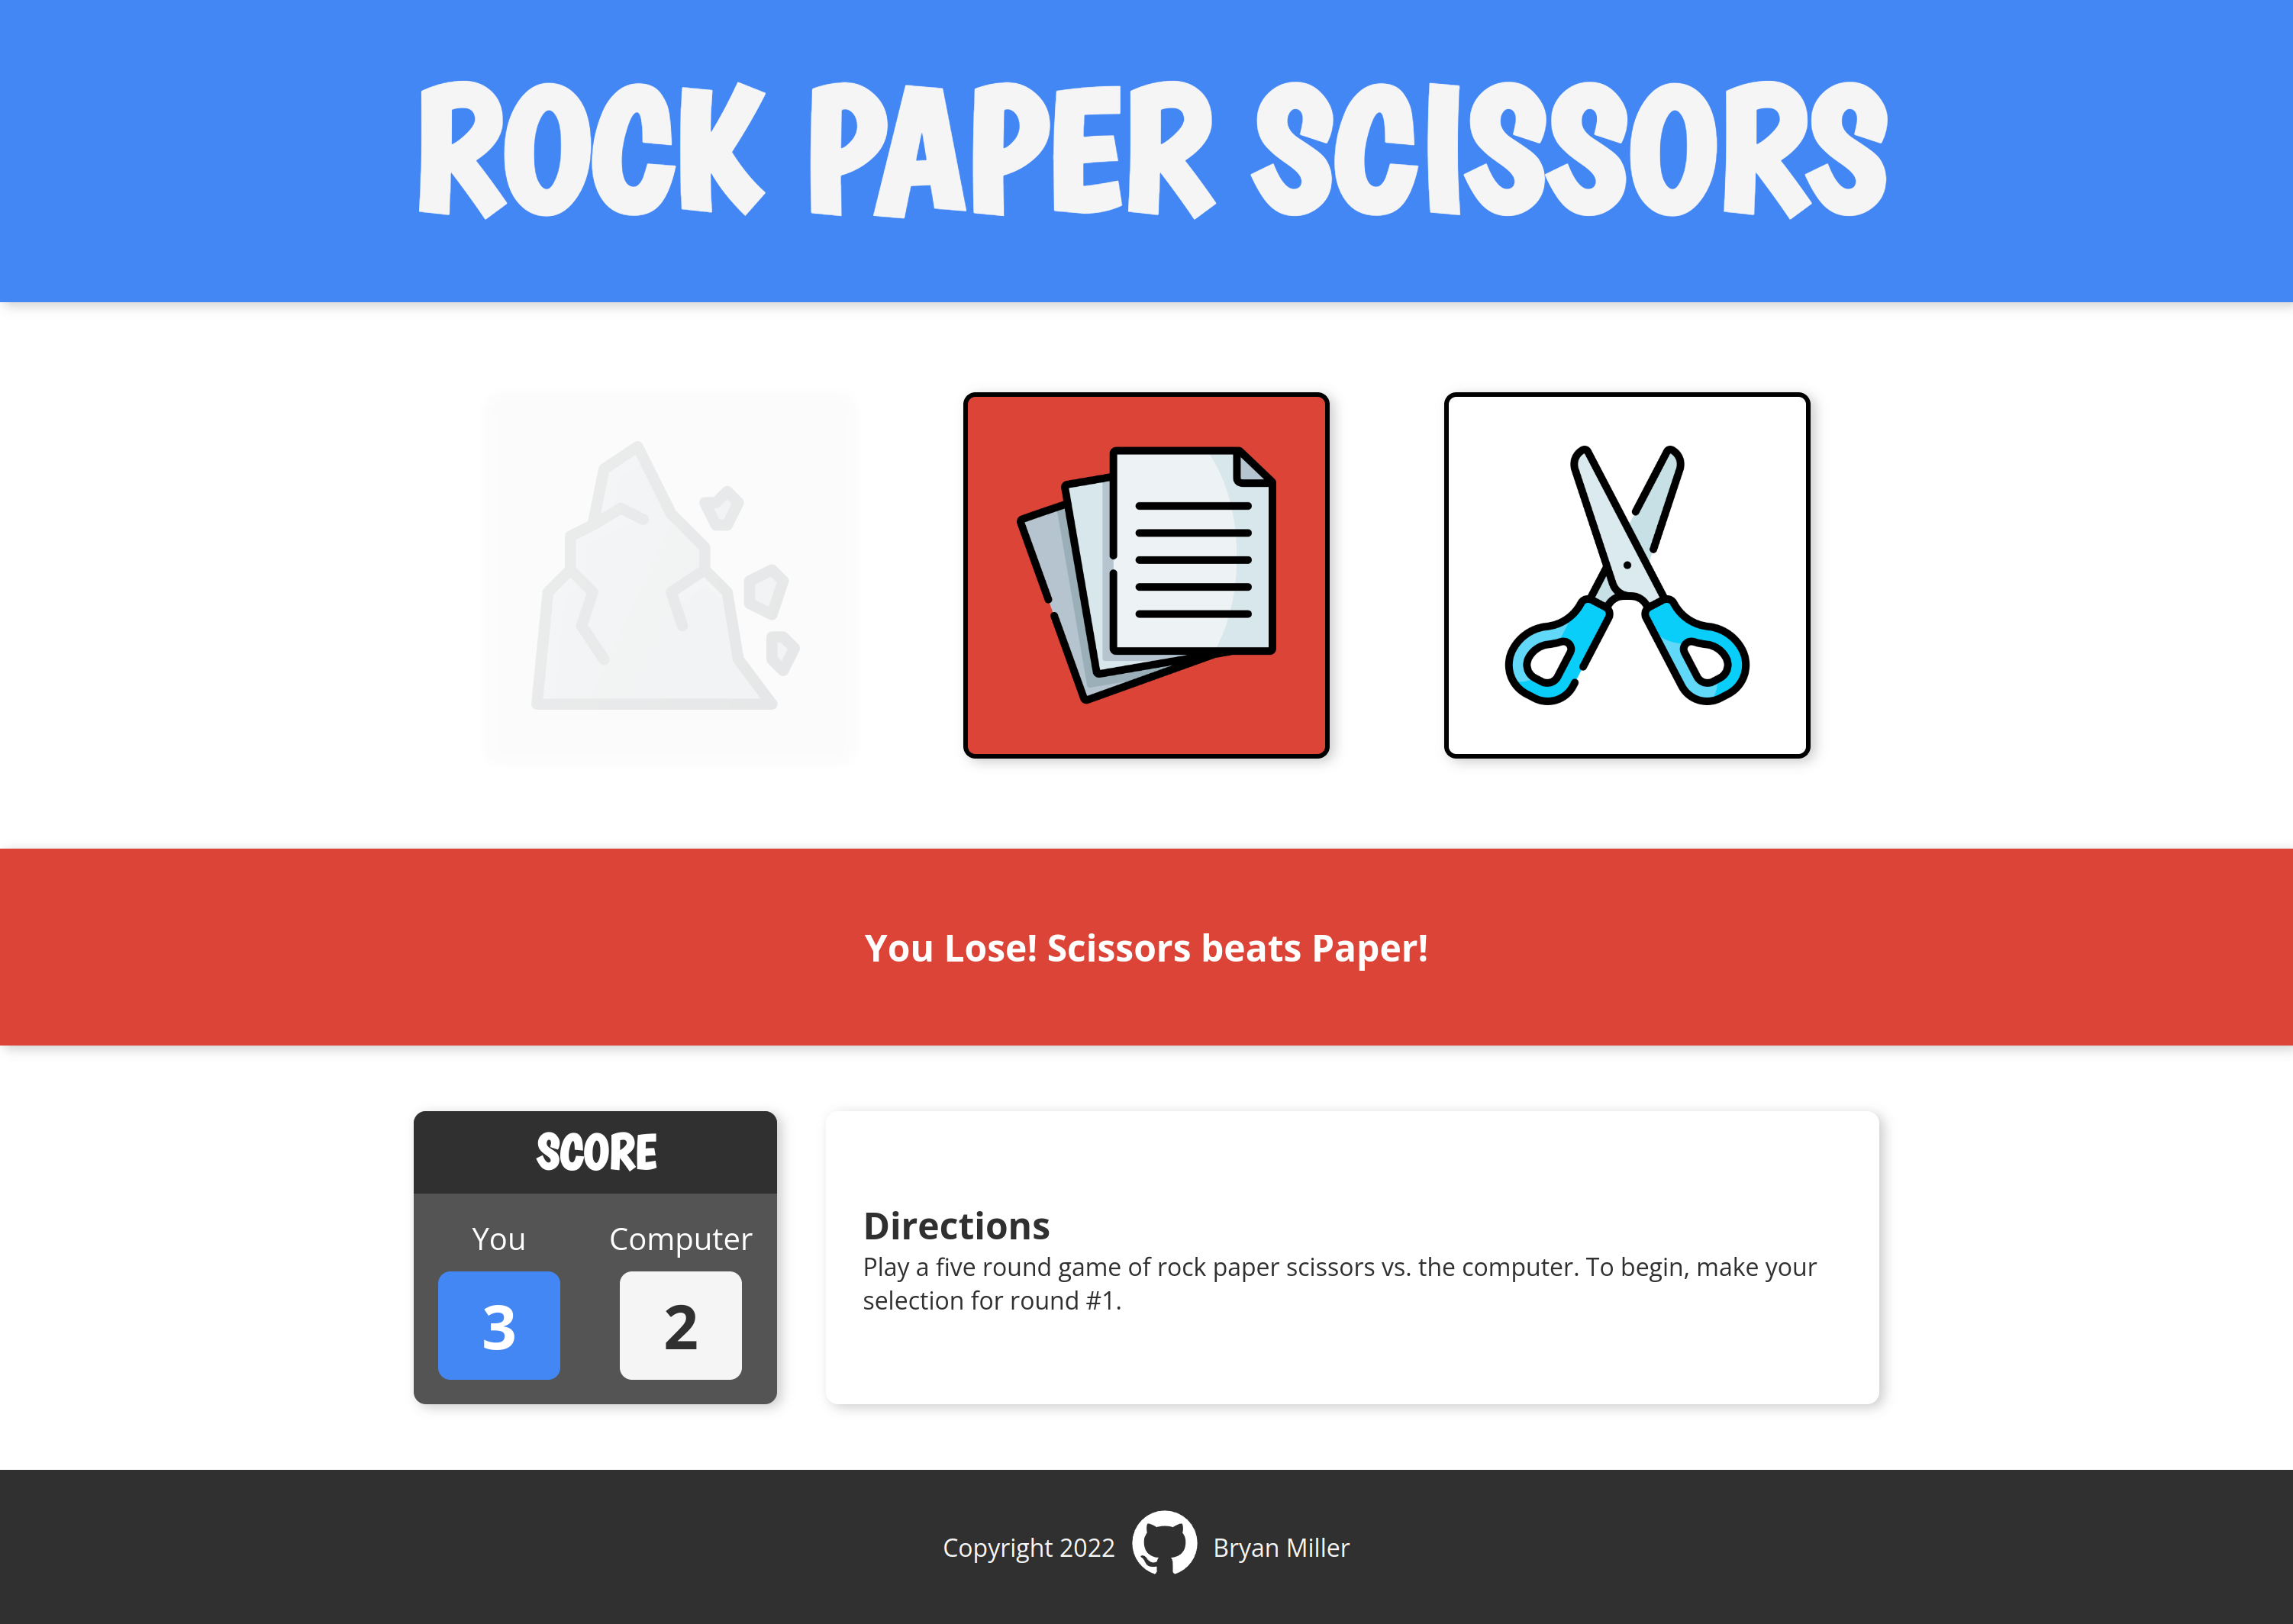 ROCK PAPER SCISSORS
You Lose! Scissors beats Paper!
SCORE
You Computer
3 2
Directions
Play a five round game of rock paper scissors vs. the computer. To begin, make your
selection for round #1.
Copyright 2022 Bryan Miller